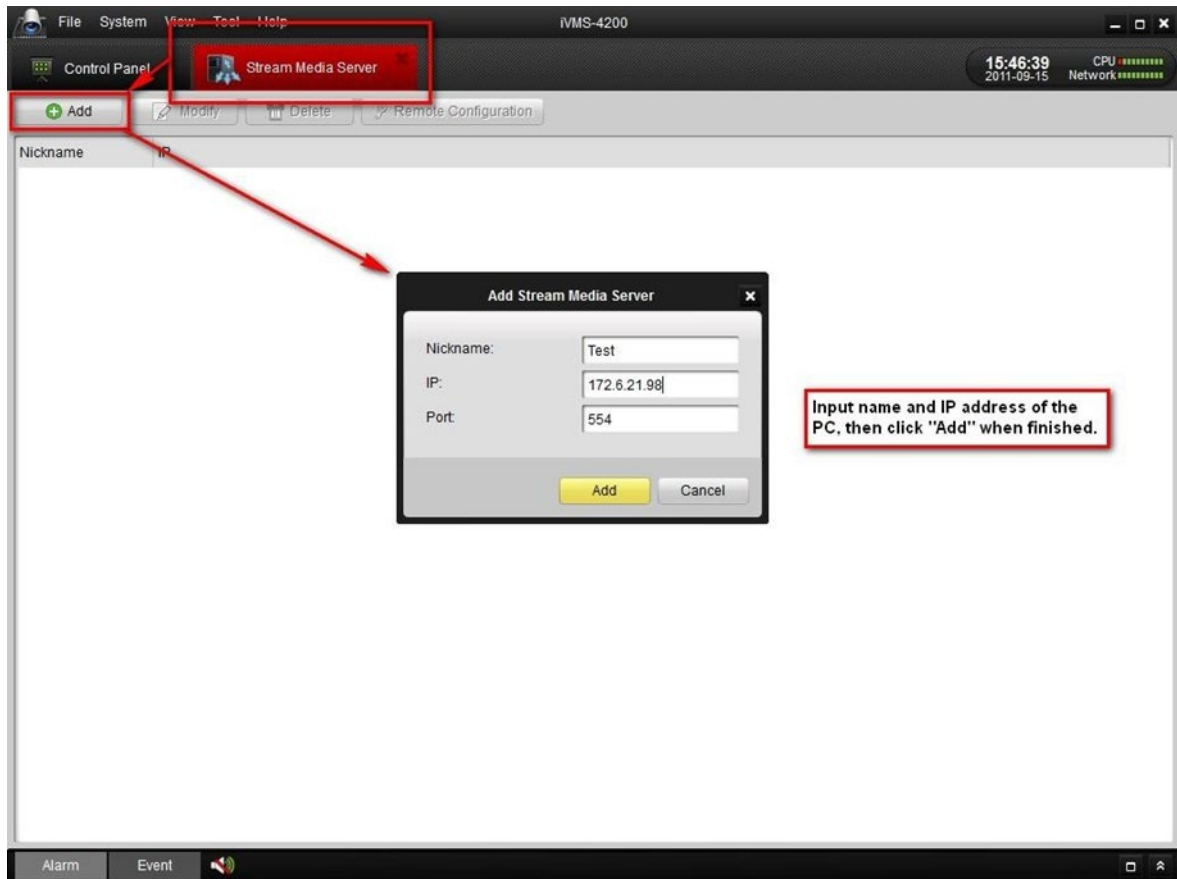 File System View Tool Help iVMS-4200
Control Panel Stream Media Server 15:46:39 CPU
2011-09-15 Network
Add Modify Delete Remote Configuration
Nickname IP
Add Stream Media Server
Nickname: Test
IP: 172.6.21.98
Port: 554
Add Cancel
Input name and IP address of the
PC, then click "Add" when finished.
Alarm Event